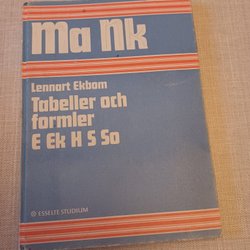 Ma Nk
Lennart Ekbom
Tabeller och
formler
E Ek H S So
ESSELTE STUDIUM